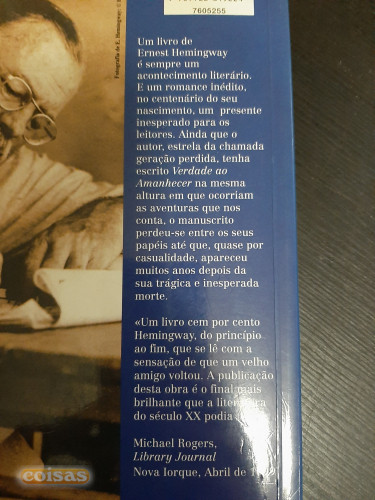 7605255
Fotografia de E. Hemingway
Um livro de
Ernest Hemingway
é sempre um
acontecimento literário.
E um romance inédito,
no centenário do seu
nascimento, um presente
inesperado para os
leitores. Ainda que o
autor, estrela da chamada
geração perdida, tenha
escrito Verdade ao
Amanhecer na mesma
altura em que ocorriam
as aventuras que nos
conta, o manuscrito
perdeu-se entre os seus
papéis até que, quase por
casualidade, apareceu
muitos anos depois da
sua trágica e inesperada
morte.
«Um livro cem por cento
Hemingway, do princípio
ao fim, que se lê com a
sensação de que um velho
amigo voltou. A publicação
desta obra é o final mais
brilhante que a literatura
do século XX podia
Michael Rogers,
Library Journal
Nova Iorque, Abril de
coisas